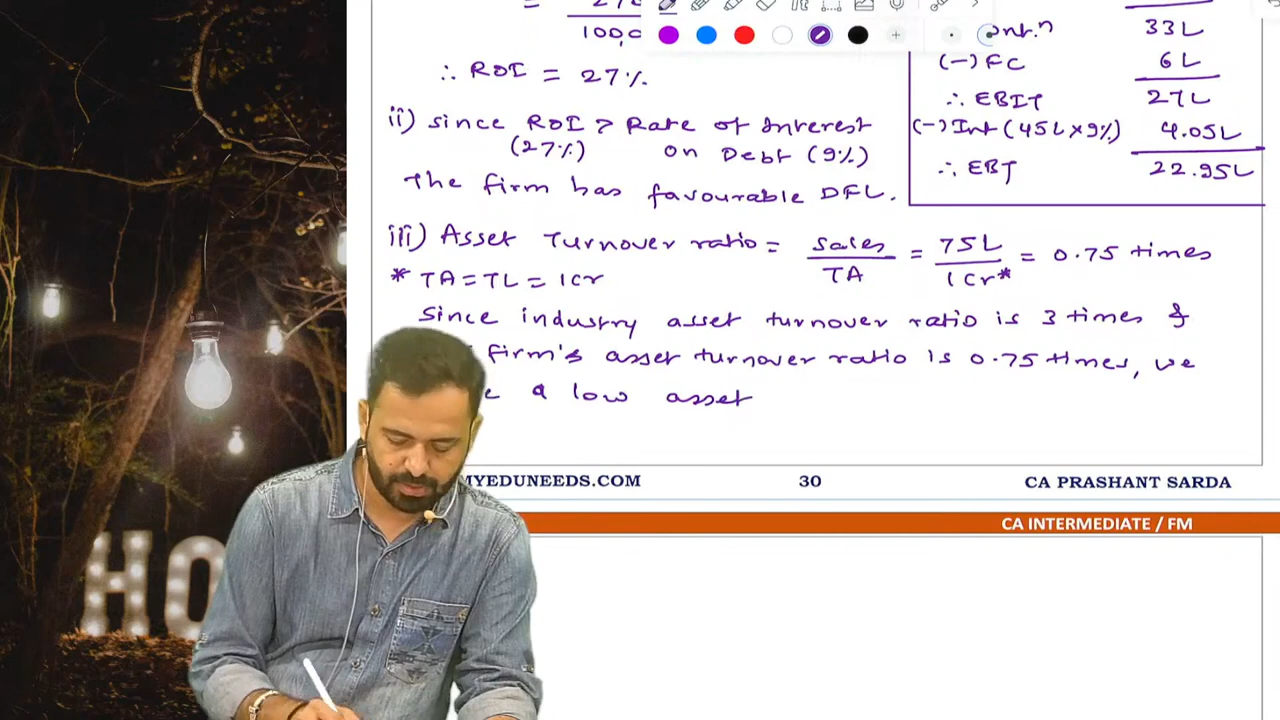 =
100,0
33L
ont.n
(-) FC 6L
∴ ROI = 27%
∴ EBIT 27L
ii) since ROI > Rate of Interest
(27%) on Debt (9%)
(-) Int (45L x 9%) 4.05L
∴ EBT 22.95L
The firm has favourable DFL.
iii) Asset Turnover ratio = Sales / TA = 75L / 1Cr* = 0.75 times
* TA = TL = 1Cr
Since industry asset turnover ratio is 3 times &
firm's asset turnover ratio is 0.75 times, we
a low asset
MYEDUNEEDS.COM 30 CA PRASHANT SARDA
CA INTERMEDIATE / FM
HO